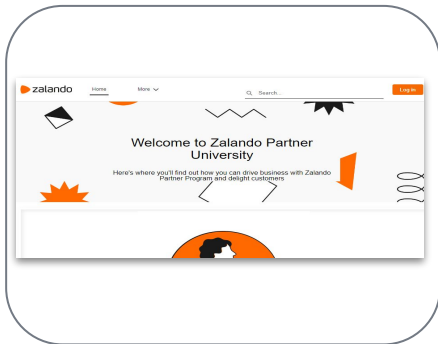 zalando
Home
More
Search...
Log in
Welcome to Zalando Partner
University
Here's where you'll find out how you can drive business with Zalando
Partner Program and delight customers